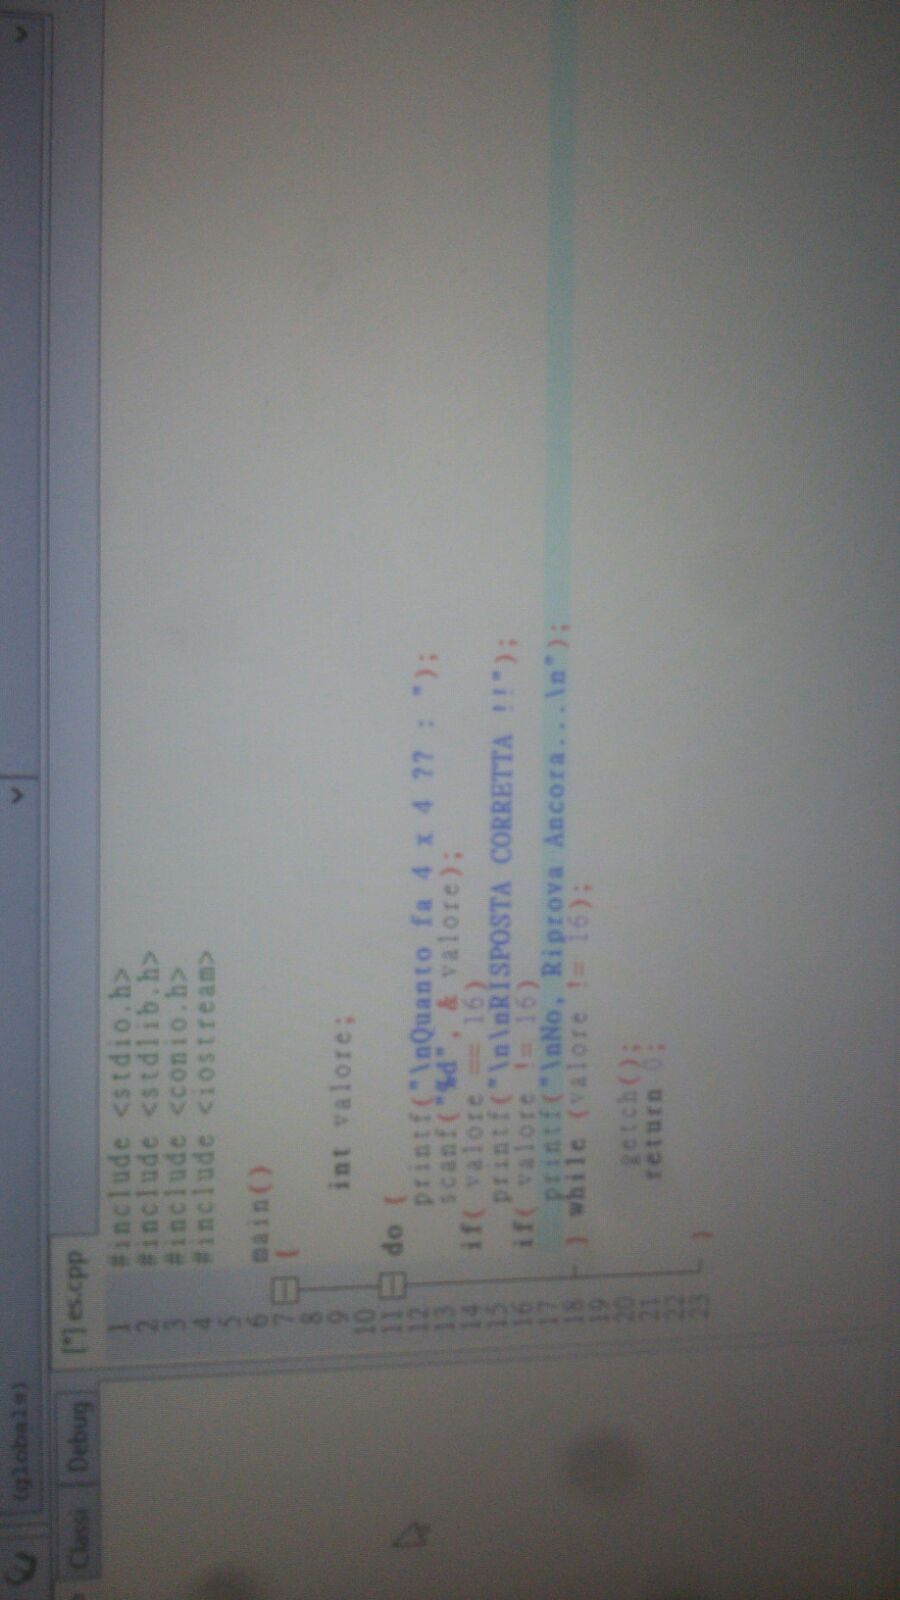 (globals)
Classi Debug [*] es.cpp
1 #include <stdio.h>
2 #include <stdlib.h>
3 #include <conio.h>
4 #include <iostream>
5
6 main()
7 {
8
9 int valore;
10
11 do {
12 printf("\nQuanto fa 4 x 4 ?? : ");
13 scanf("%d", & valore);
14 if( valore == 16)
15 printf("\n\nRISPOSTA CORRETTA !!");
16 if( valore != 16)
17 printf("\nNo, Riprova Ancora...\n");
18 } while (valore != 16);
19
20 getch();
21 return 0;
22
23 }